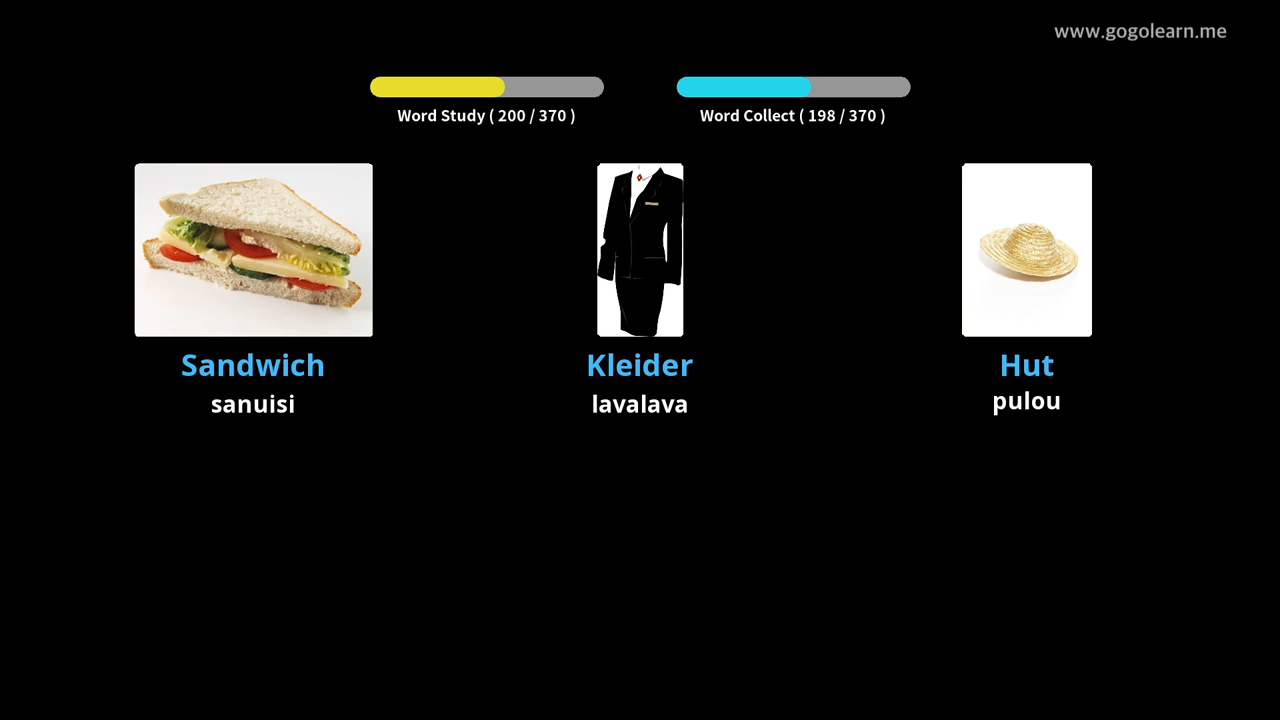 www.gogolearn.me
Word Study ( 200 / 370 )
Word Collect ( 198 / 370 )
Sandwich
sanuisi
Kleider
lavalava
Hut
pulou